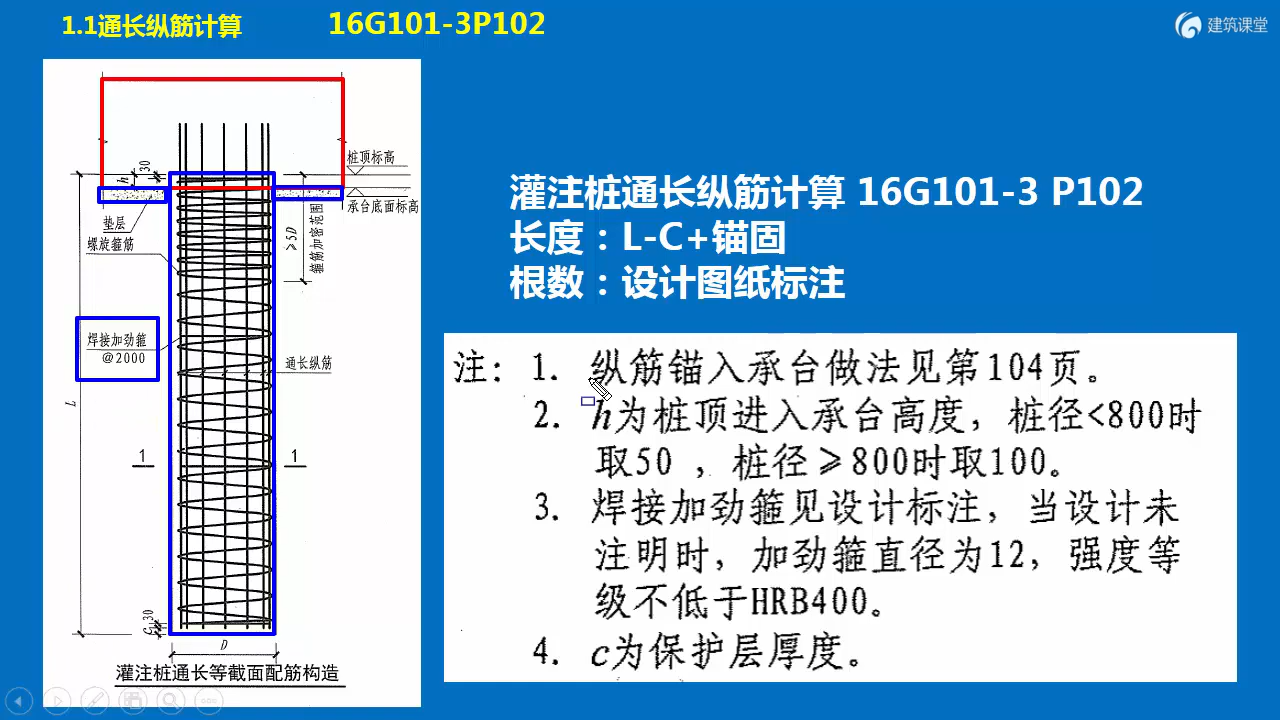 1.1通长纵筋计算
16G101-3P102
建筑课堂
30
h
桩顶标高
承台底面标高
垫层
螺旋箍筋
≥5D
箍筋加密范围
焊接加劲箍
@2000
通长纵筋
L
1
1
30
C
D
灌注桩通长等截面配筋构造
灌注桩通长纵筋计算 16G101-3 P102
长度：L-C+锚固
根数：设计图纸标注
注: 1. 纵筋锚入承台做法见第104页。
2. h为桩顶进入承台高度，桩径<800时
取50 ，桩径≥800时取100。
3. 焊接加劲箍见设计标注，当设计未
注明时，加劲箍直径为12，强度等
级不低于HRB400。
4. c为保护层厚度。